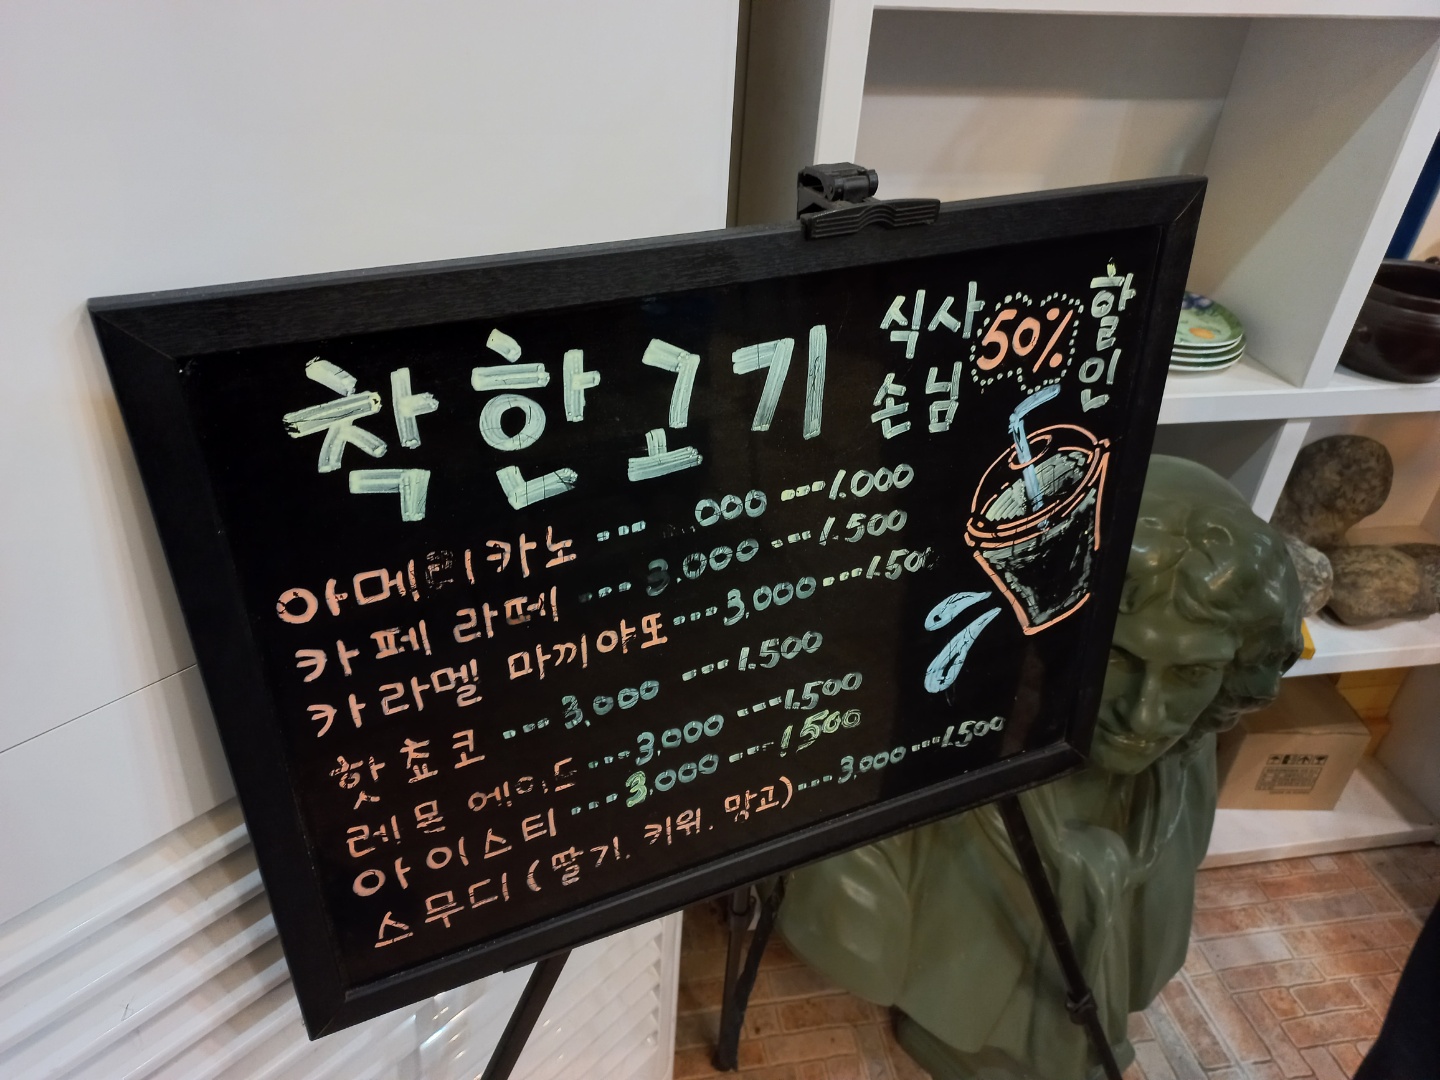 착한고기
식사 손님 50% 할인
아메리카노 ---- 000 ---- 1.000
카페 라떼 ---- 3.000 ---- 1.500
카라멜 마끼아또 ---- 3.000 ---- 1.500
핫 쵸코 ---- 3.000 ---- 1.500
레몬 에이드 ---- 3.000 ---- 1.500
아이스티 ---- 3.000 ---- 1.500
스무디 (딸기. 키위. 망고) ---- 3.000 ---- 1.500